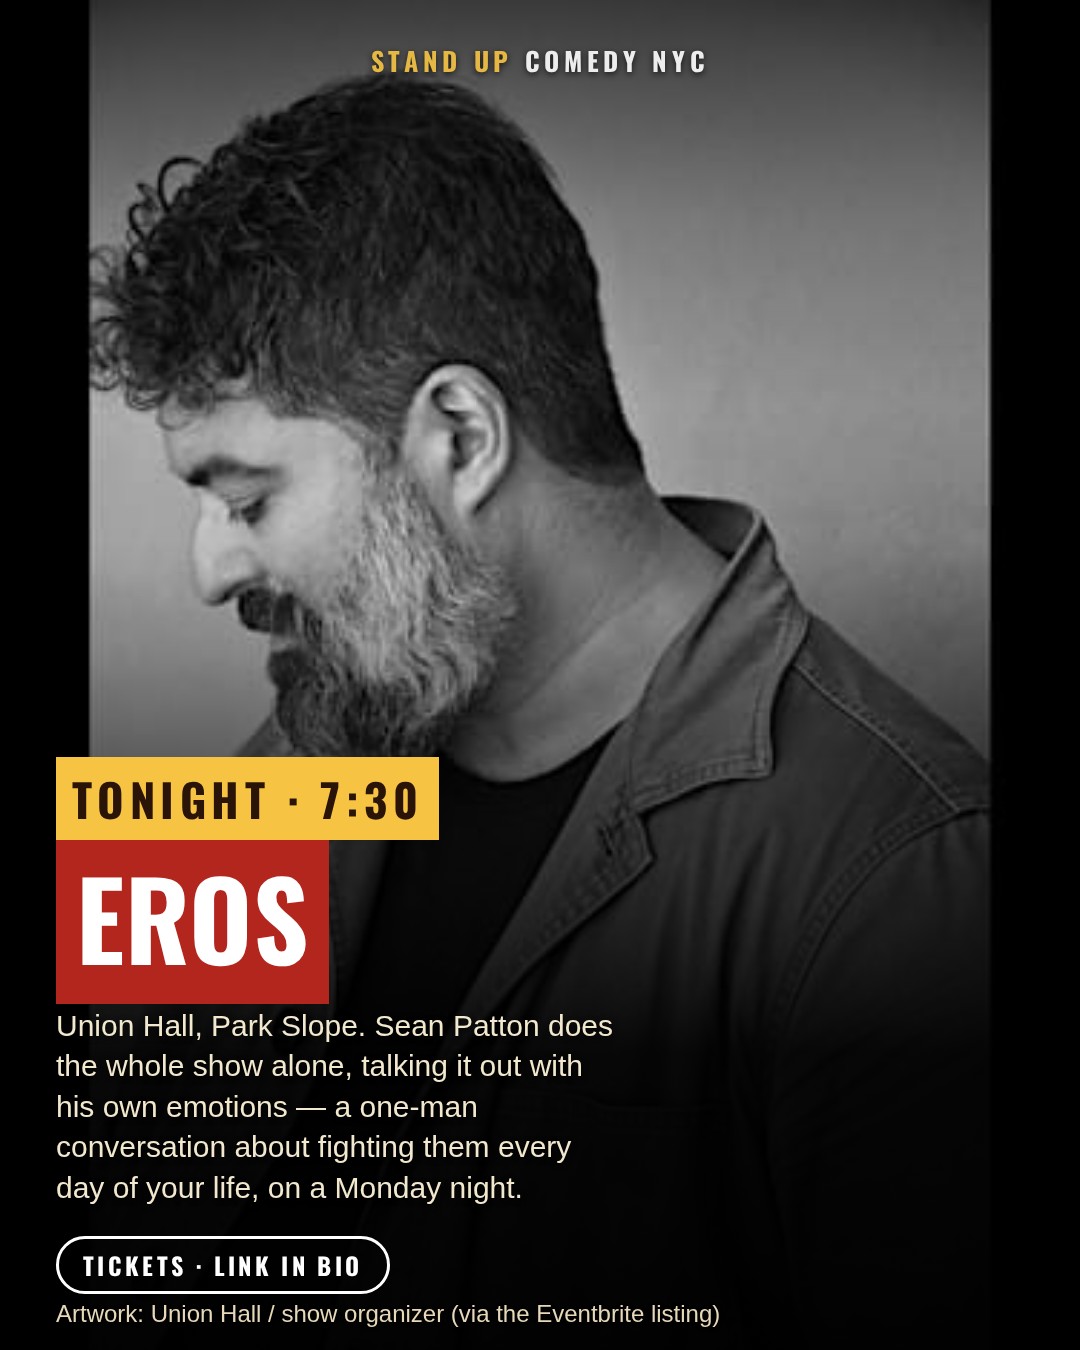 STAND UP COMEDY NYC
TONIGHT · 7:30
EROS
Union Hall, Park Slope. Sean Patton does
the whole show alone, talking it out with
his own emotions — a one-man
conversation about fighting them every
day of your life, on a Monday night.
TICKETS · LINK IN BIO
Artwork: Union Hall / show organizer (via the Eventbrite listing)